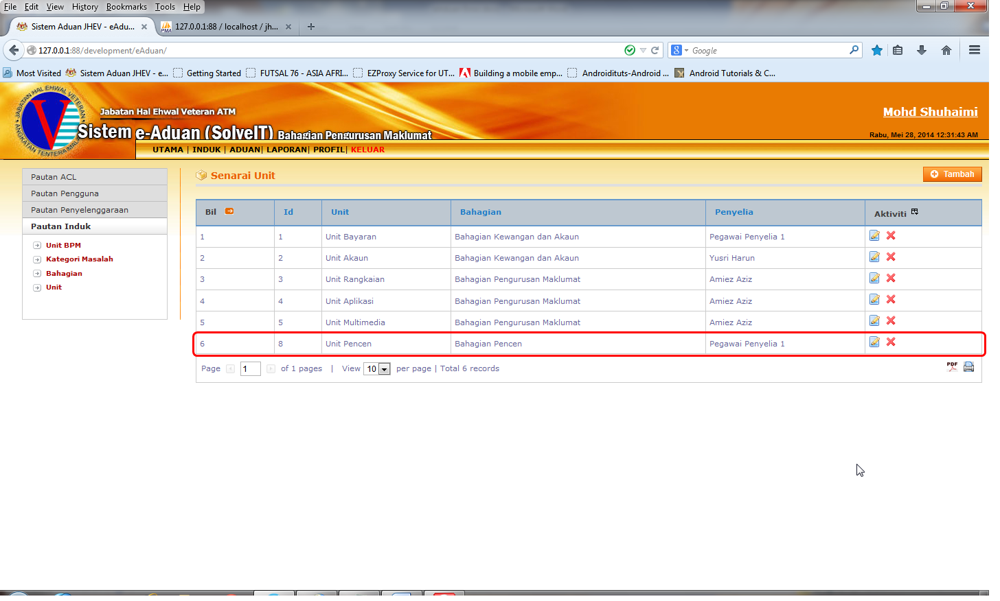 File Edit View History Bookmarks Tools Help
Sistem Aduan JHEV - eAdu... × 127.0.0.1:88 / localhost / jh... ×
127.0.0.1:88/development/eAduan/ Google
Most Visited Sistem Aduan JHEV - e... Getting Started FUTSAL 76 - ASIA AFRI... EZProxy Service for UT... Building a mobile emp... Androidituts-Android ... Android Tutorials & C...
JABATAN HAL EHWAL VETERAN
ANGKATAN TENTERA MALAYSIA
Jabatan Hal Ehwal Veteran ATM
Mohd Shuhaimi
Sistem e-Aduan (SolveIT) Bahagian Pengurusan Maklumat
Rabu, Mei 28, 2014 12:31:43 AM
UTAMA | INDUK | ADUAN| LAPORAN| PROFIL| KELUAR
Pautan ACL
Pautan Pengguna
Pautan Penyelenggaraan
Pautan Induk
Unit BPM
Kategori Masalah
Bahagian
Unit
Senarai Unit Tambah
Bil Id Unit Bahagian Penyelia Aktiviti
1 1 Unit Bayaran Bahagian Kewangan dan Akaun Pegawai Penyelia 1
2 2 Unit Akaun Bahagian Kewangan dan Akaun Yusri Harun
3 3 Unit Rangkaian Bahagian Pengurusan Maklumat Amiez Aziz
4 4 Unit Aplikasi Bahagian Pengurusan Maklumat Amiez Aziz
5 5 Unit Multimedia Bahagian Pengurusan Maklumat Amiez Aziz
6 8 Unit Pencen Bahagian Pencen Pegawai Penyelia 1
Page 1 of 1 pages | View 10 per page | Total 6 records PDF